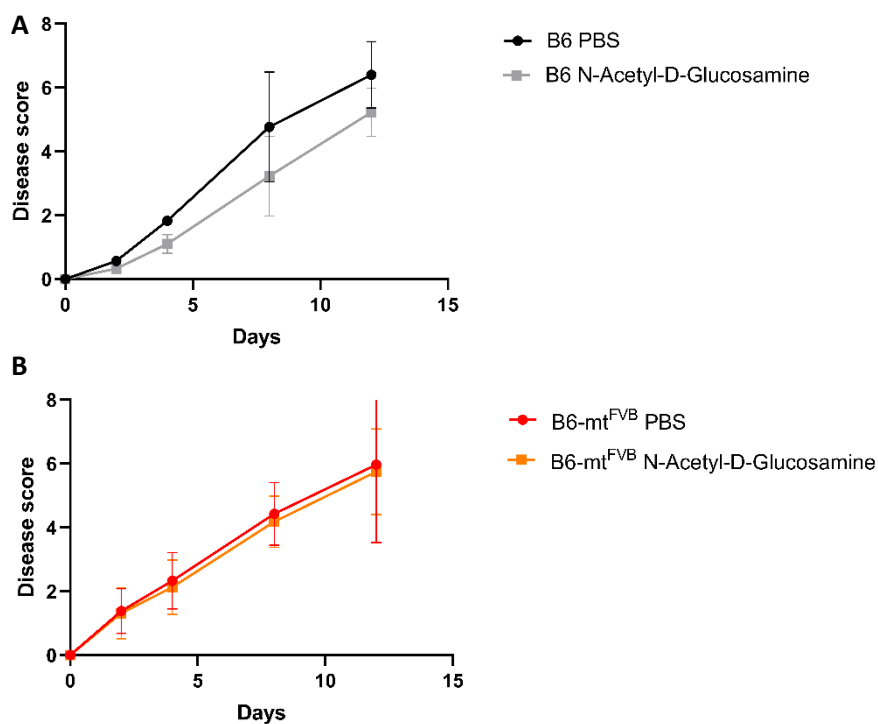 A
8
6
4
2
0
Disease score
0
5
10
15
Days
B6 PBS
B6 N-Acetyl-D-Glucosamine
B
8
6
4
2
0
Disease score
0
5
10
15
Days
B6-mtFVB PBS
B6-mtFVB N-Acetyl-D-Glucosamine